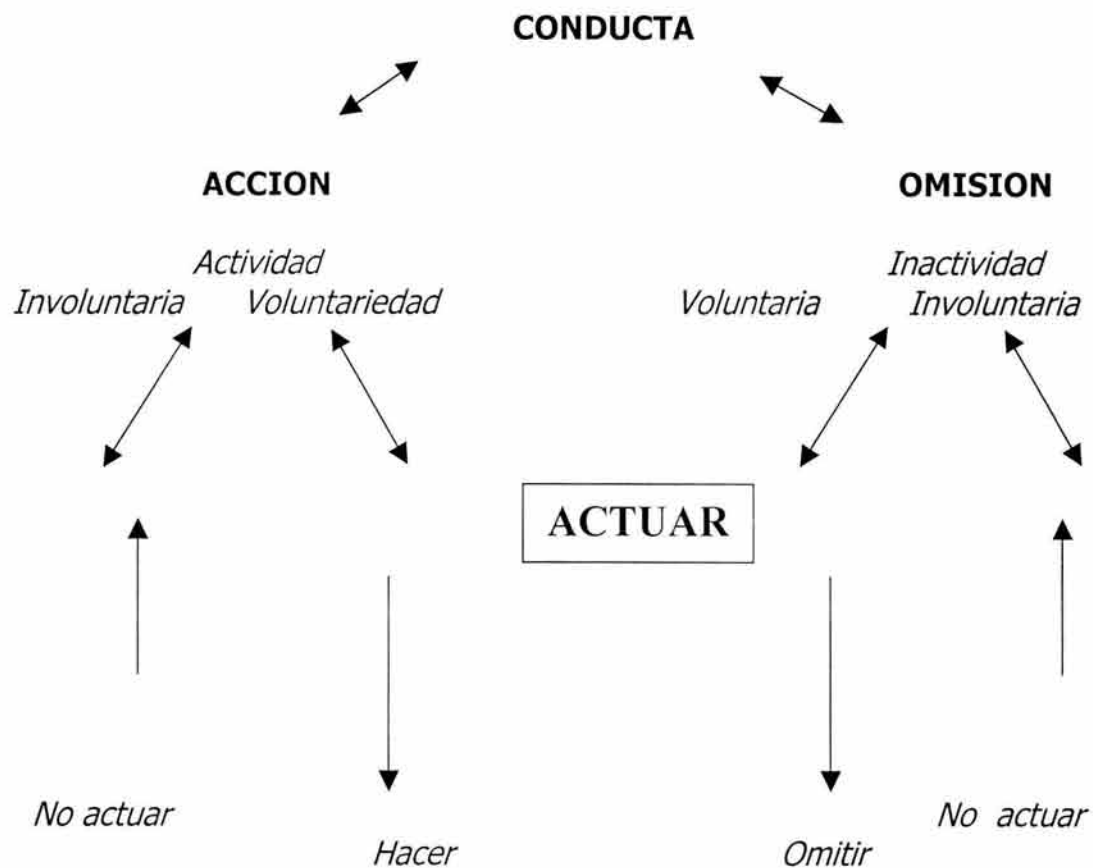 CONDUCTA
ACCION OMISION
Actividad Inactividad
Involuntaria Voluntariedad Voluntaria Involuntaria
ACTUAR
No actuar No actuar
Hacer Omitir